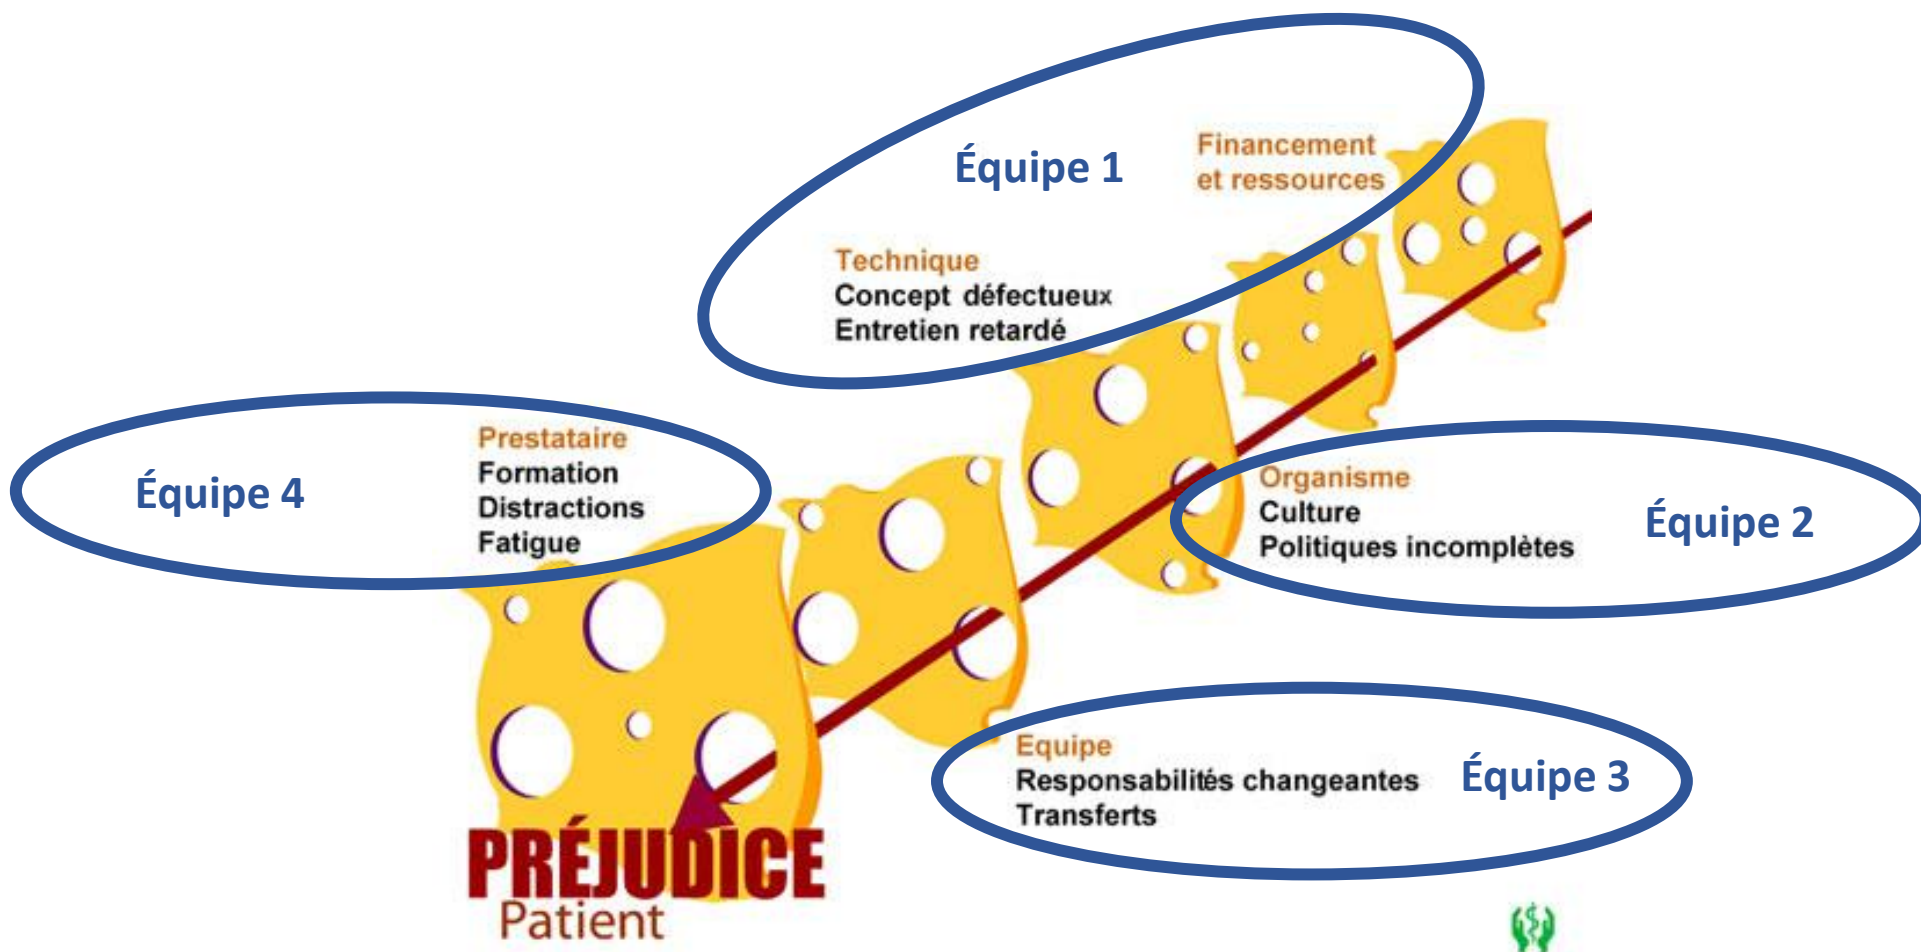 Équipe 1
Financement
et ressources
Technique
Concept défectueux
Entretien retardé
Équipe 4
Prestataire
Formation
Distractions
Fatigue
Organisme
Culture
Politiques incomplètes
Équipe 2
Equipe
Responsabilités changeantes
Transferts
Équipe 3
PRÉJUDICE
Patient